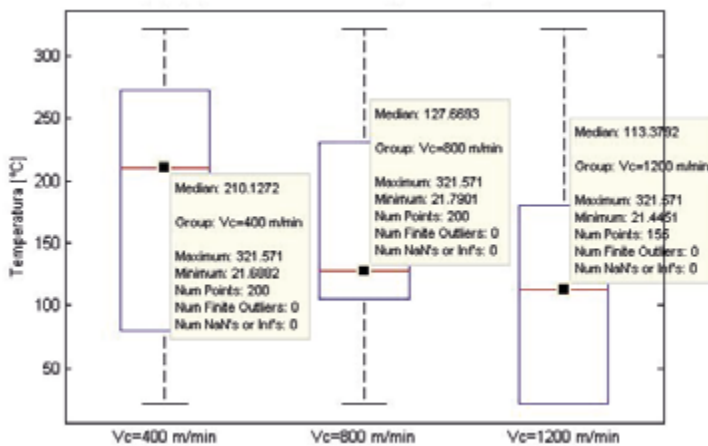 Temperatura [°C]
300
250
200
150
100
50
Median: 210.1272
Group: Vc=400 m/min
Maximum: 321.571
Minimum: 21.6882
Num Points: 200
Num Finite Outliers: 0
Num NaN's or Inf's: 0
Median: 127.6693
Group: Vc=800 m/min
Maximum: 321.571
Minimum: 21.7901
Num Points: 200
Num Finite Outliers: 0
Num NaN's or Inf's: 0
Median: 113.3792
Group: Vc=1200 m/min
Maximum: 321.571
Minimum: 21.4451
Num Points: 156
Num Finite Outliers: 0
Num NaN's or Inf's: 0
Vc=400 m/min
Vc=800 m/min
Vc=1200 m/min